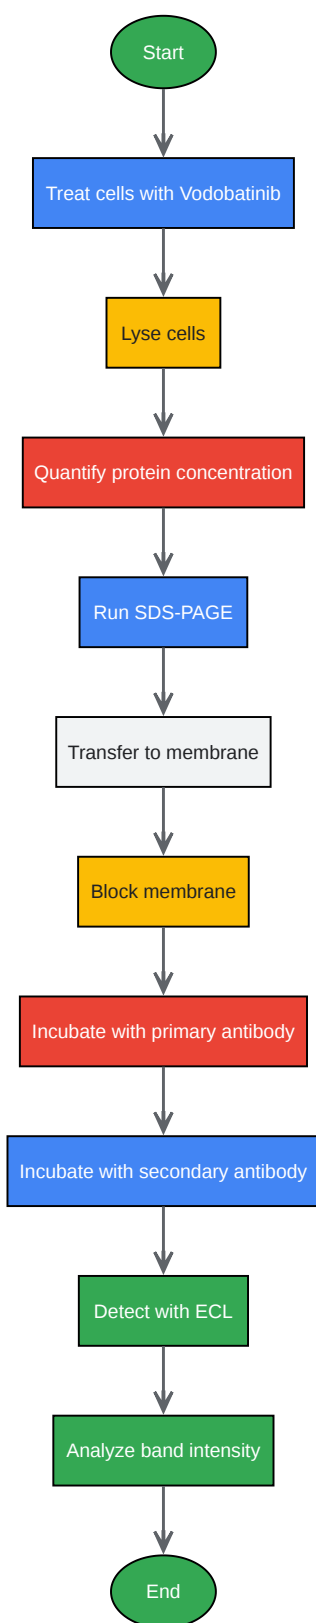 Start
Treat cells with Vodobatinib
Lyse cells
Quantify protein concentration
Run SDS-PAGE
Transfer to membrane
Block membrane
Incubate with primary antibody
Incubate with secondary antibody
Detect with ECL
Analyze band intensity
End